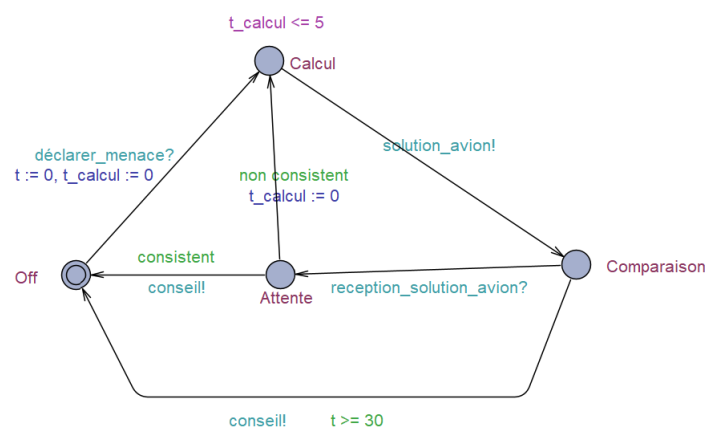 t_calcul <= 5
Calcul
déclarer_menace?
solution_avion!
t := 0, t_calcul := 0
non consistent
t_calcul := 0
consistent
Off
conseil!
Attente
reception_solution_avion?
Comparaison
conseil! t >= 30